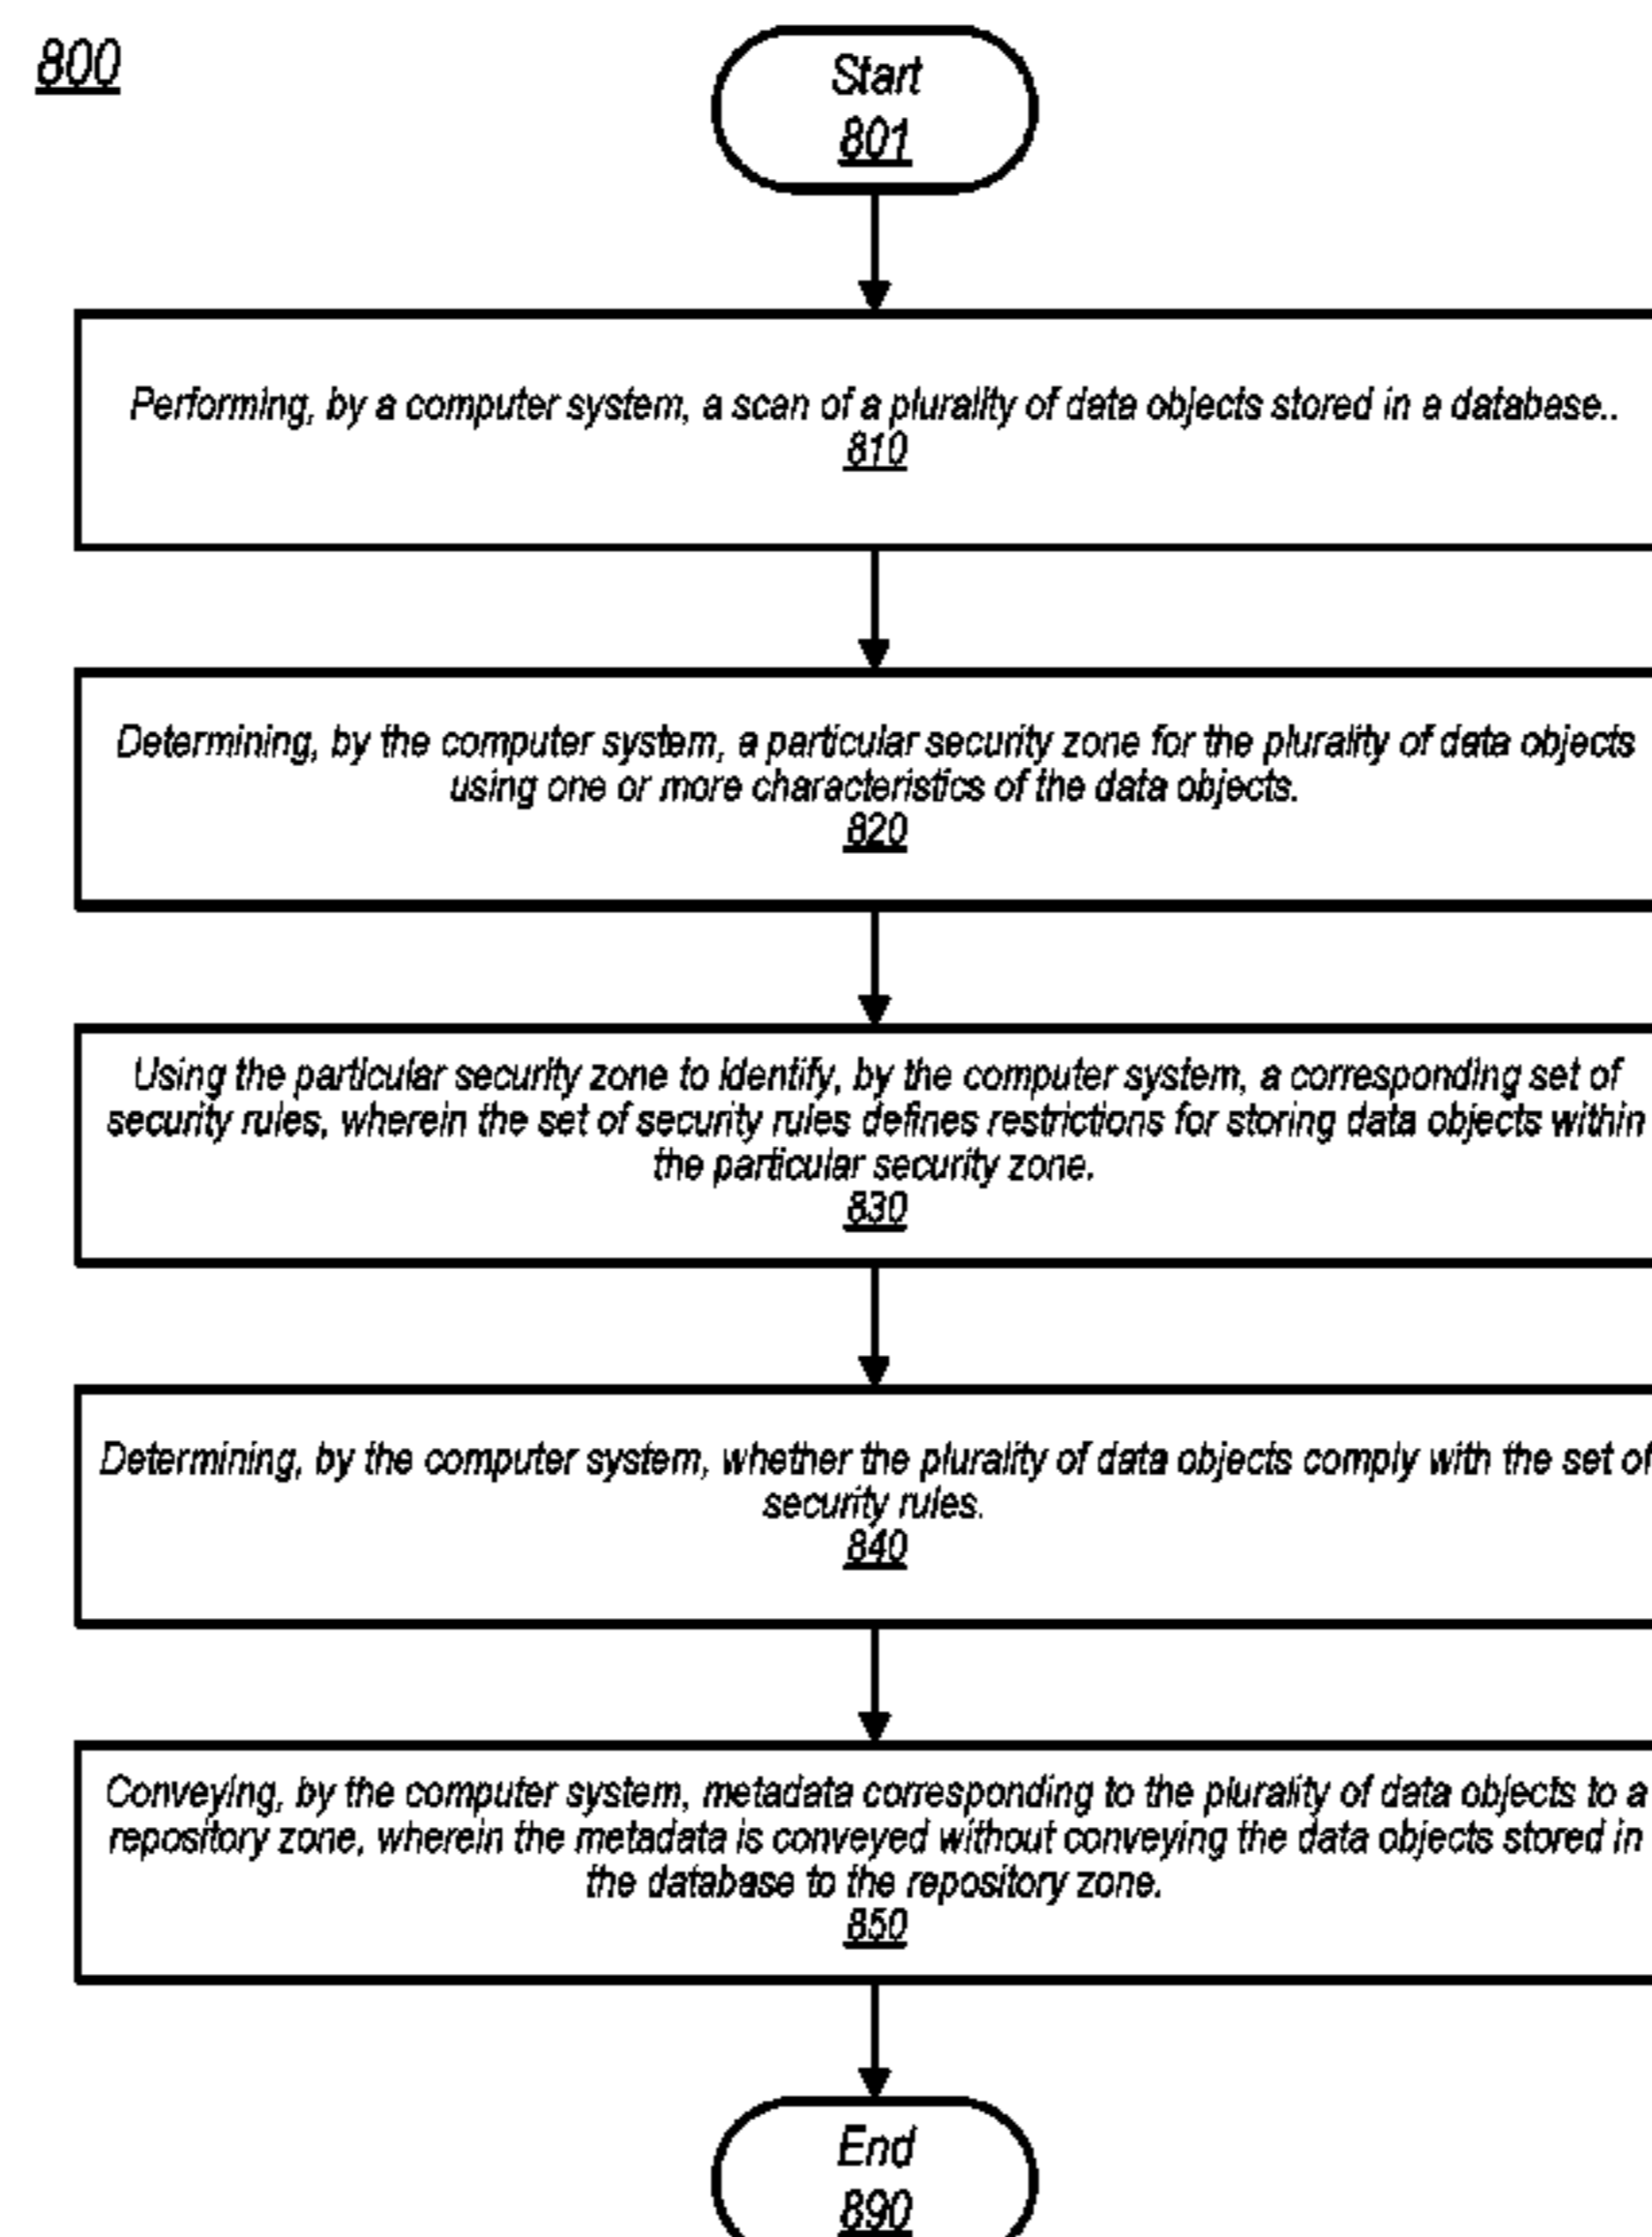 800
Start
801
Performing, by a computer system, a scan of a plurality of data objects stored in a database..
810
Determining, by the computer system, a particular security zone for the plurality of data objects
using one or more characteristics of the data objects.
820
Using the particular security zone to identify, by the computer system, a corresponding set of
security rules, wherein the set of security rules defines restrictions for storing data objects within
the particular security zone.
830
Determining, by the computer system, whether the plurality of data objects comply with the set of
security rules.
840
Conveying, by the computer system, metadata corresponding to the plurality of data objects to a
repository zone, wherein the metadata is conveyed without conveying the data objects stored in
the database to the repository zone.
850
End
890